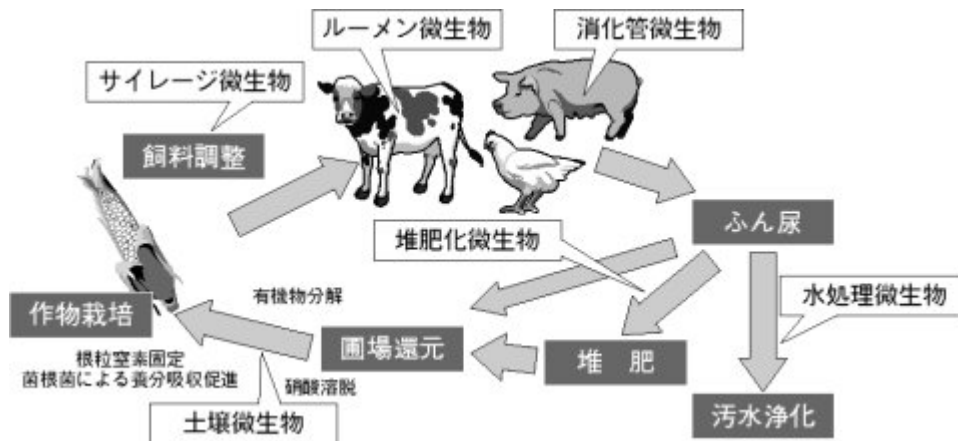 ルーメン微生物
消化管微生物
サイレージ微生物
飼料調整
ふん尿
堆肥化微生物
水処理微生物
有機物分解
作物栽培
圃場還元
堆 肥
根粒窒素固定
菌根菌による養分吸収促進
硝酸溶脱
土壌微生物
汚水浄化